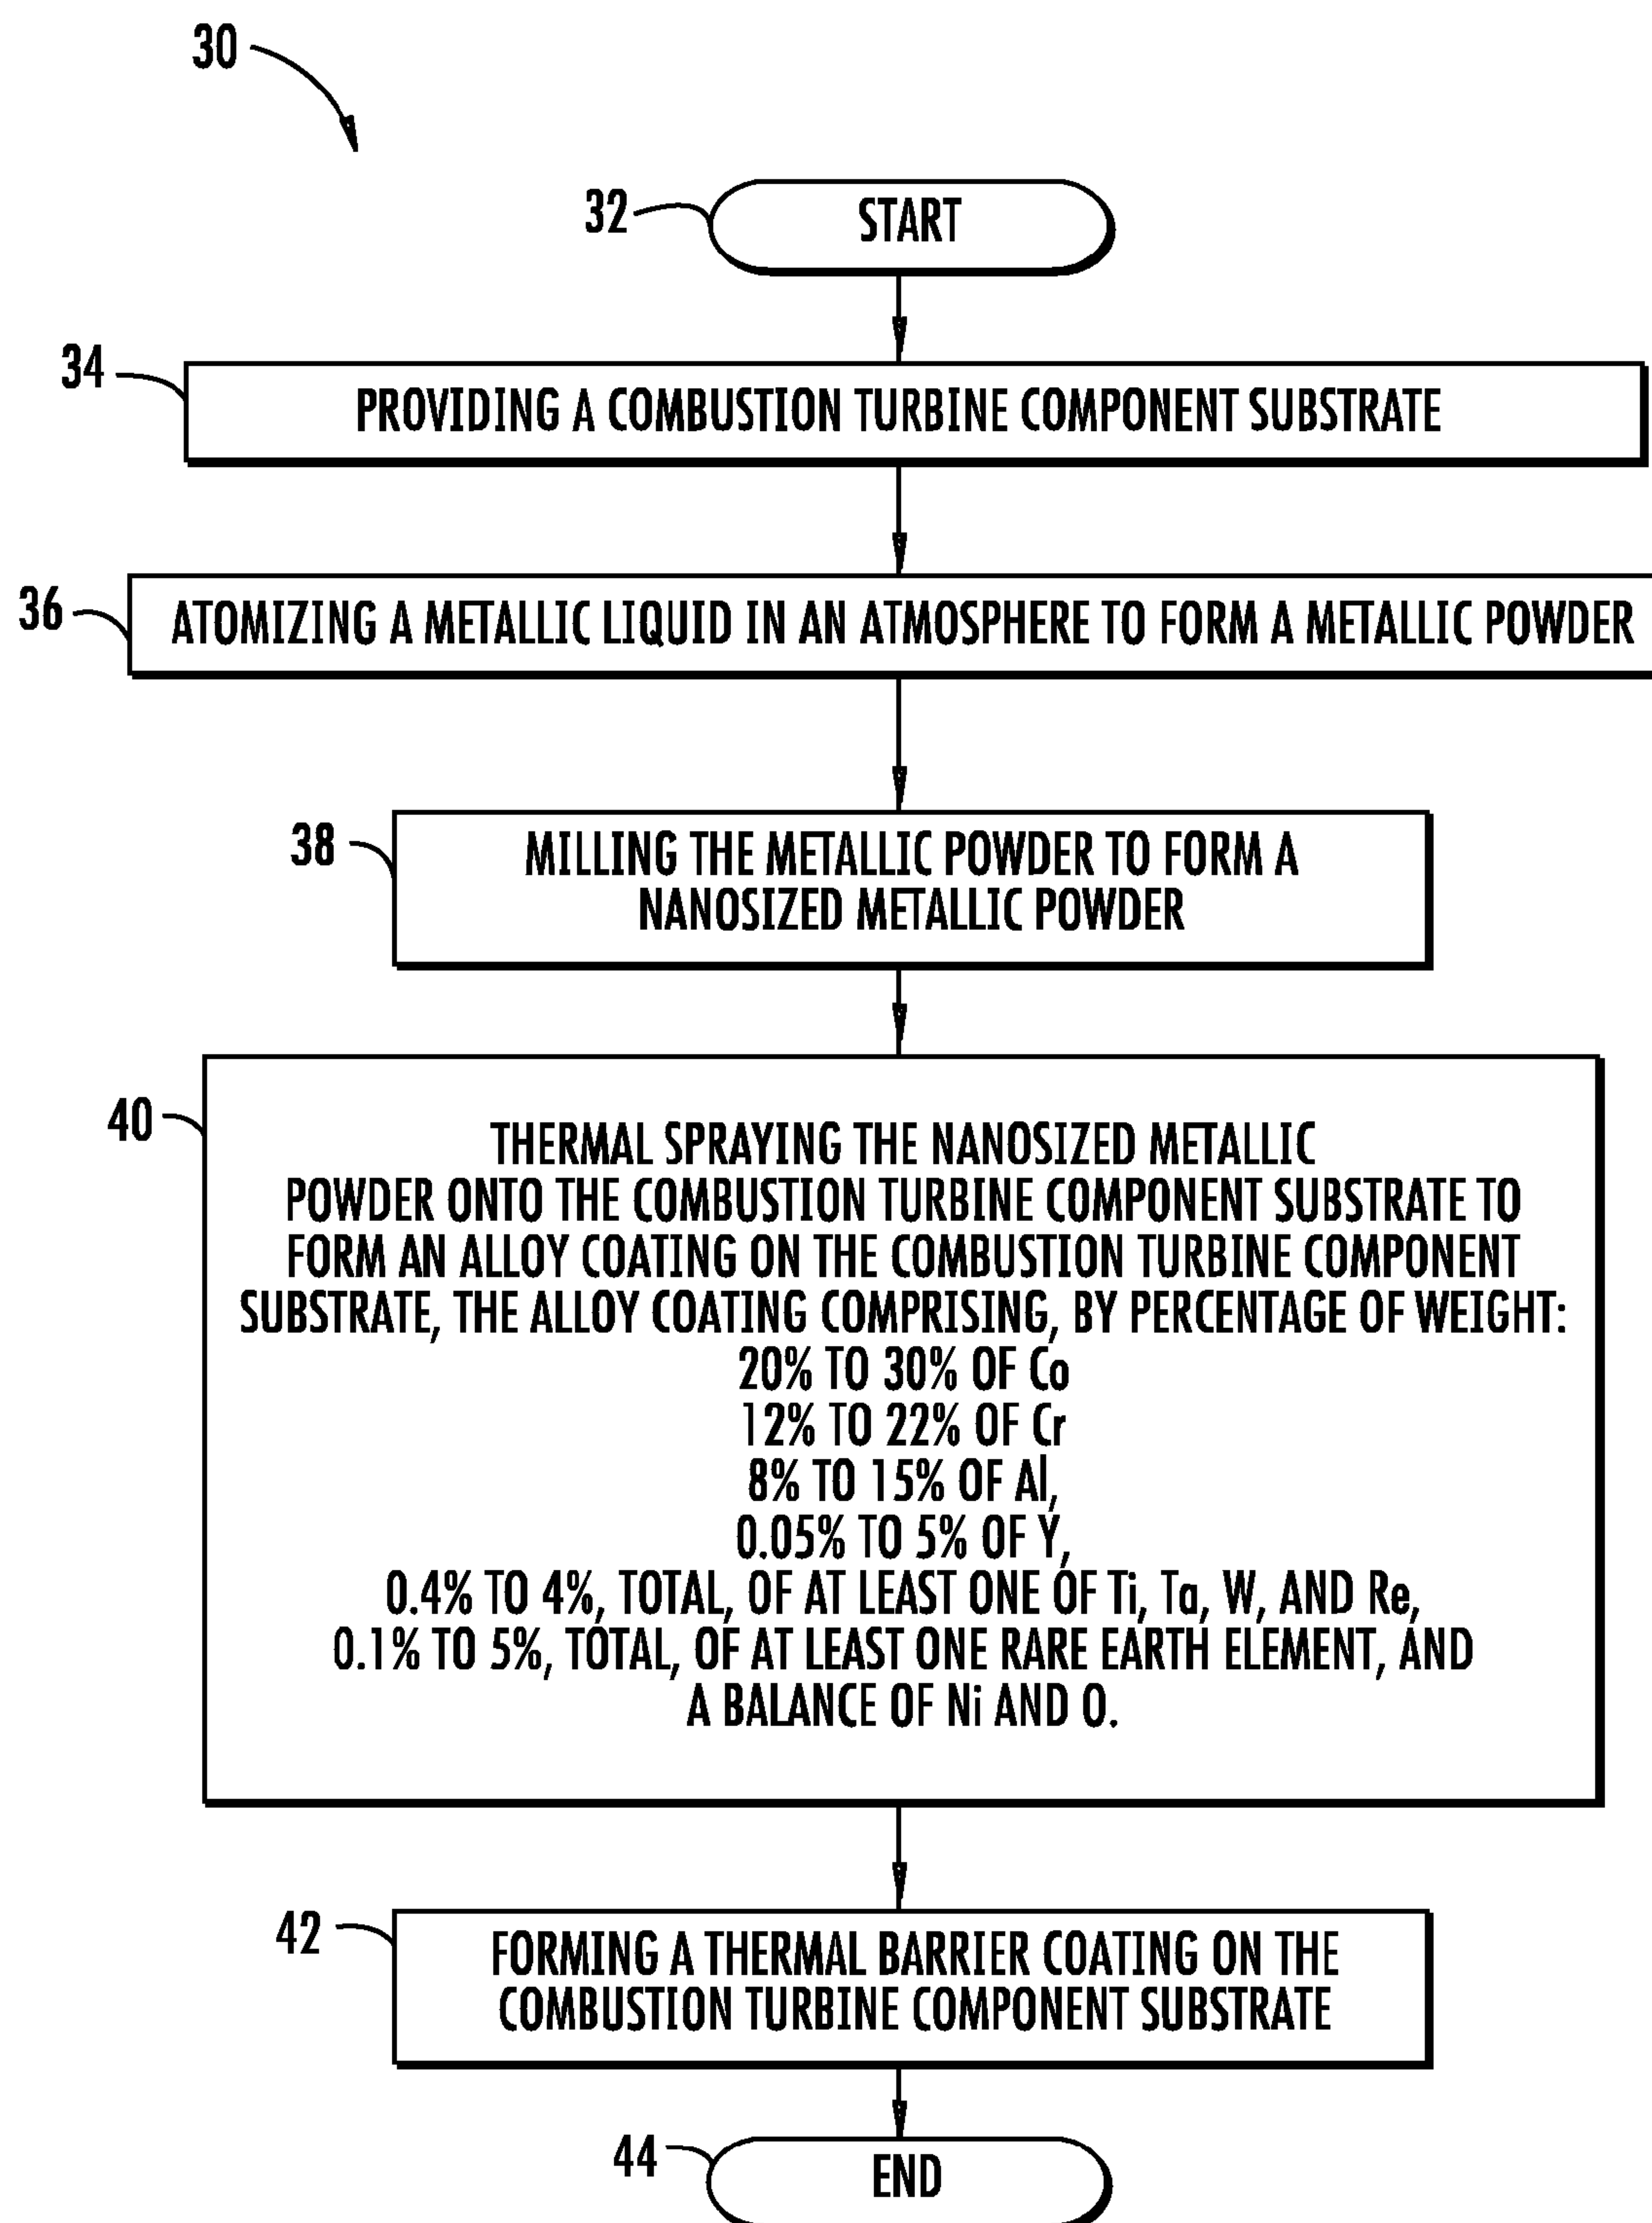 30
32
START
34
PROVIDING A COMBUSTION TURBINE COMPONENT SUBSTRATE
36
ATOMIZING A METALLIC LIQUID IN AN ATMOSPHERE TO FORM A METALLIC POWDER
38
MILLING THE METALLIC POWDER TO FORM A
NANOSIZED METALLIC POWDER
40
THERMAL SPRAYING THE NANOSIZED METALLIC
POWDER ONTO THE COMBUSTION TURBINE COMPONENT SUBSTRATE TO
FORM AN ALLOY COATING ON THE COMBUSTION TURBINE COMPONENT
SUBSTRATE, THE ALLOY COATING COMPRISING, BY PERCENTAGE OF WEIGHT:
20% TO 30% OF Co
12% TO 22% OF Cr
8% TO 15% OF Al,
0.05% TO 5% OF Y,
0.4% TO 4%, TOTAL, OF AT LEAST ONE OF Ti, Ta, W, AND Re,
0.1% TO 5%, TOTAL, OF AT LEAST ONE RARE EARTH ELEMENT, AND
A BALANCE OF Ni AND O.
42
FORMING A THERMAL BARRIER COATING ON THE
COMBUSTION TURBINE COMPONENT SUBSTRATE
44
END